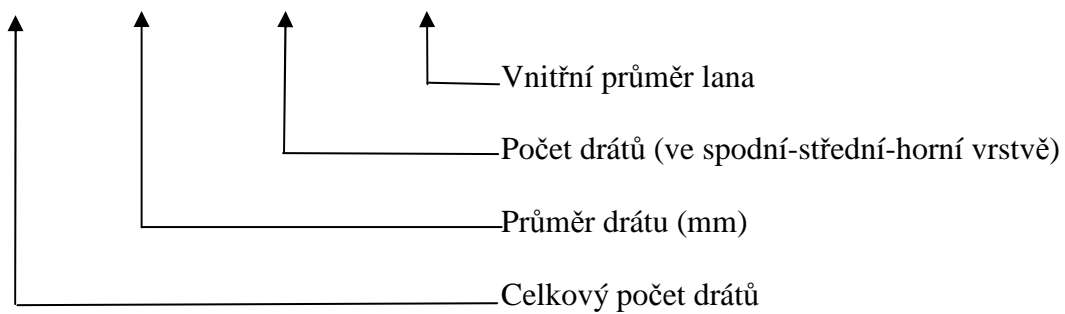 Vnitřní průměr lana
Počet drátů (ve spodní-střední-horní vrstvě)
Průměr drátu (mm)
Celkový počet drátů